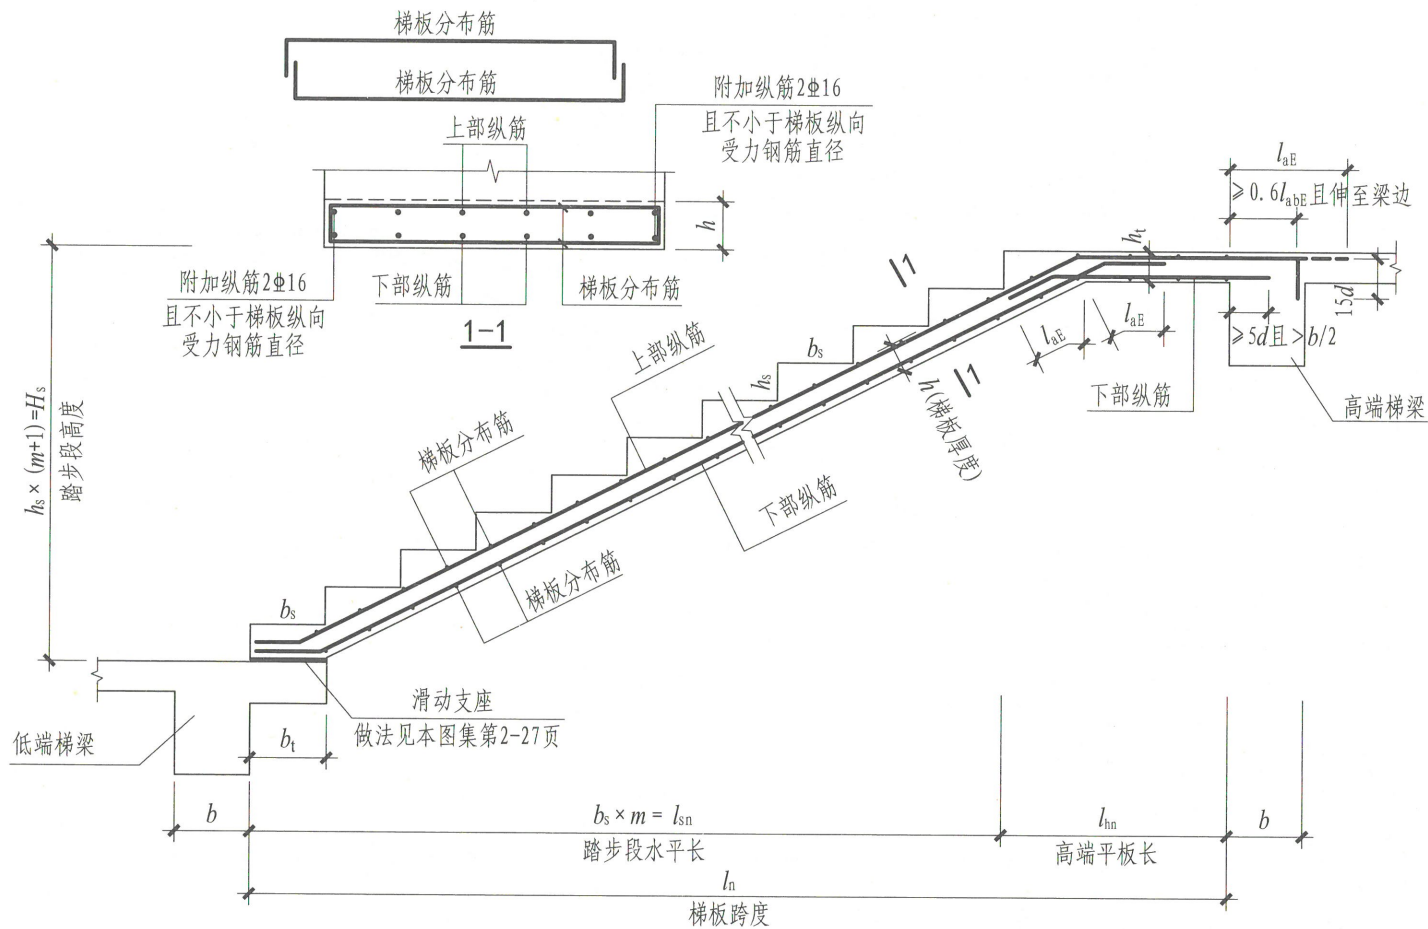 梯板分布筋
梯板分布筋
上部纵筋
附加纵筋2⌀16
且不小于梯板纵向
受力钢筋直径
h
附加纵筋2⌀16
且不小于梯板纵向
受力钢筋直径
下部纵筋
梯板分布筋
1-1
laE
≥0.6labE且伸至梁边
ht
15d
1
laE
laE
≥5d且>b/2
下部纵筋
高端梯梁
1
h(梯板厚度)
bs
hs
上部纵筋
梯板分布筋
下部纵筋
梯板分布筋
hs×(m+1)=Hs
踏步段高度
bs
滑动支座
做法见本图集第2-27页
低端梯梁
bt
b
bs×m=lsn
踏步段水平长
lhn
高端平板长
b
ln
梯板跨度